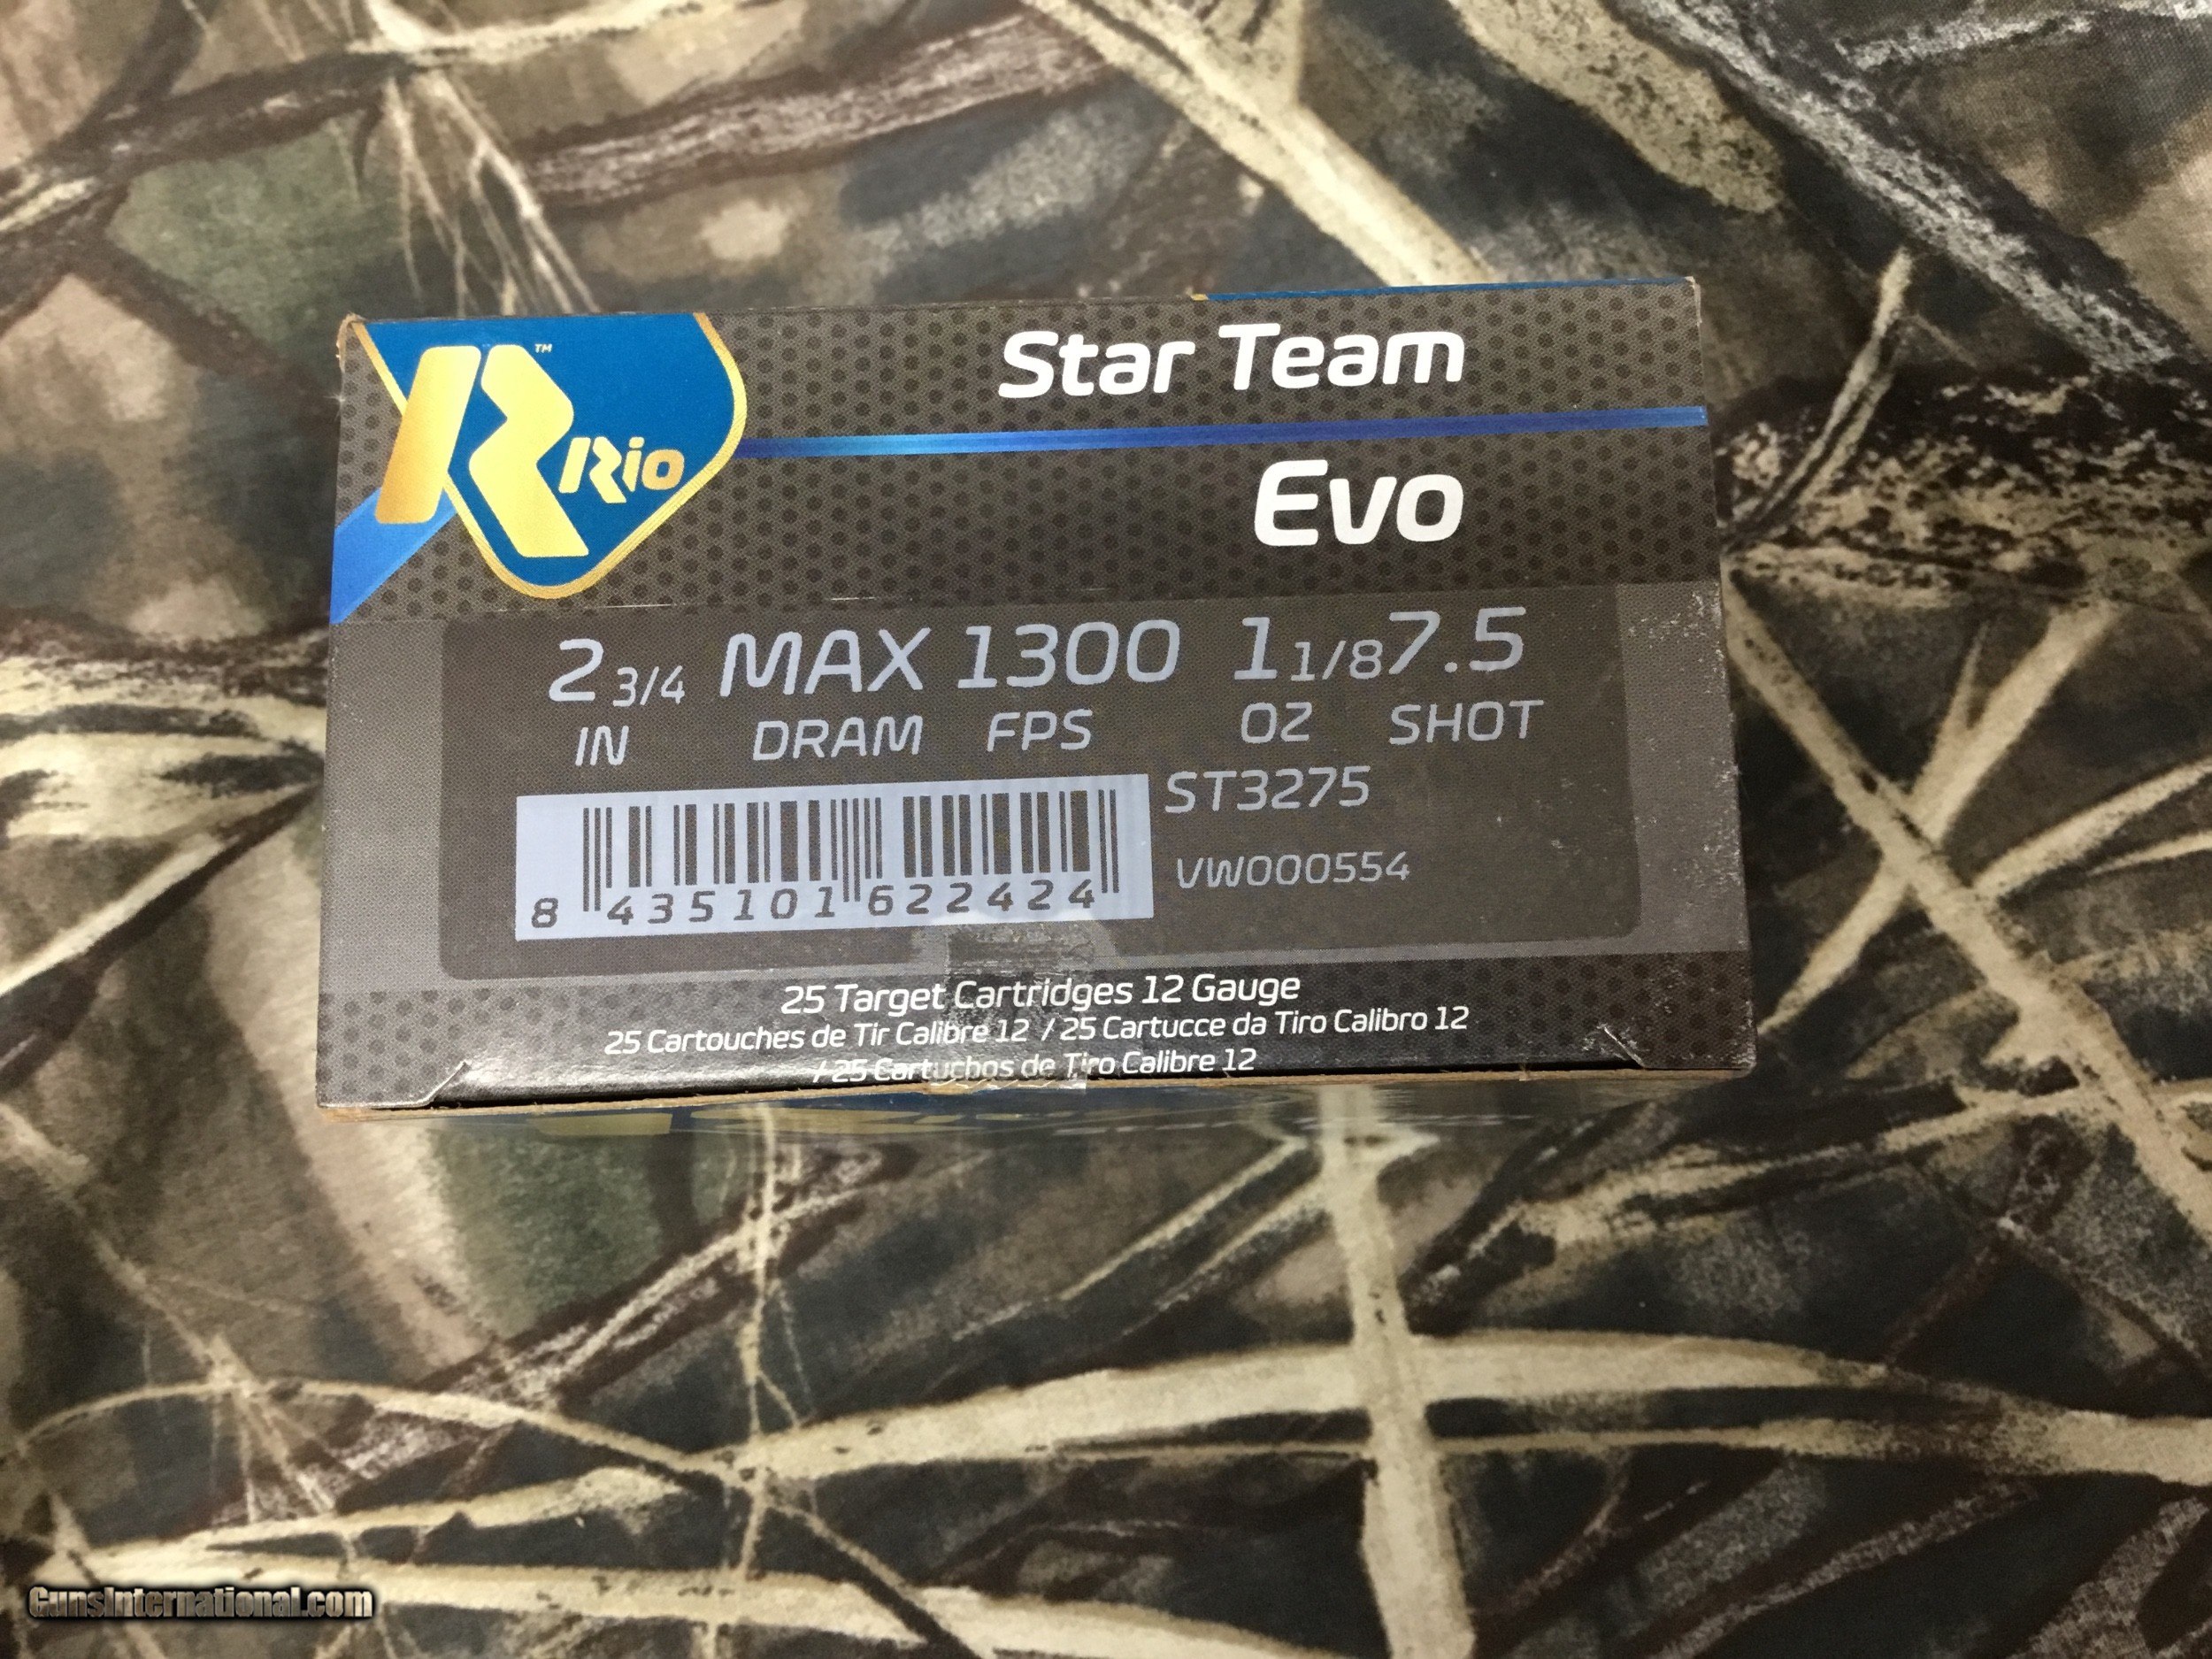 Rio
™
Star Team
Evo
2 3/4 MAX 1300 1 1/8 7.5
IN DRAM FPS OZ SHOT
ST3275
VW000554
8 435101 622424
25 Target Cartridges 12 Gauge
25 Cartouches de Tir Calibre 12 / 25 Cartucce da Tiro Calibro 12
/ 25 Cartuchos de Tiro Calibre 12
GunsInternational.com